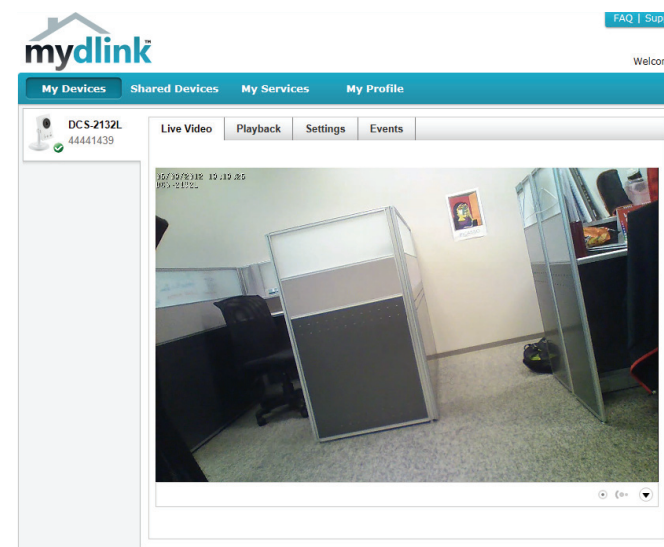 FAQ | Sup
mydlink
Welcor
My Devices Shared Devices My Services My Profile
DCS-2132L
44441439
Live Video Playback Settings Events